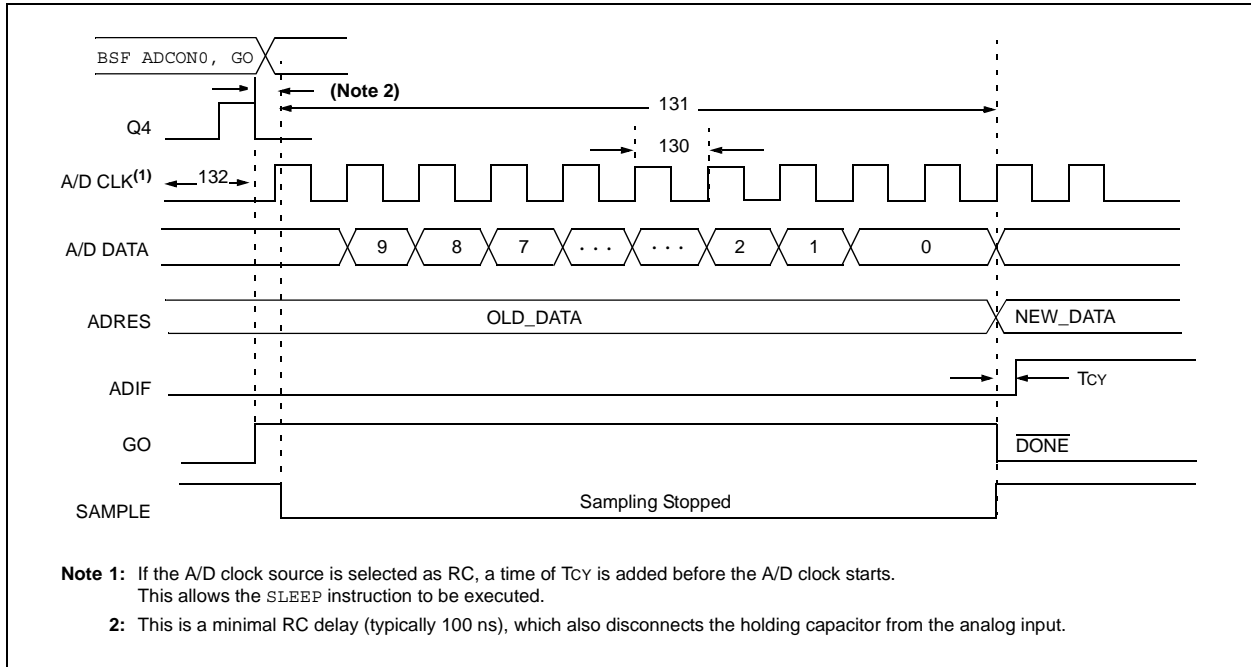 BSF ADCON0, GO
(Note 2)
131
Q4
130
A/D CLK(1)
132
A/D DATA
9 8 7 . . . . . . 2 1 0
ADRES
OLD_DATA
NEW_DATA
ADIF
TCY
GO
DONE
SAMPLE
Sampling Stopped
Note 1: If the A/D clock source is selected as RC, a time of TCY is added before the A/D clock starts.
This allows the SLEEP instruction to be executed.
2: This is a minimal RC delay (typically 100 ns), which also disconnects the holding capacitor from the analog input.